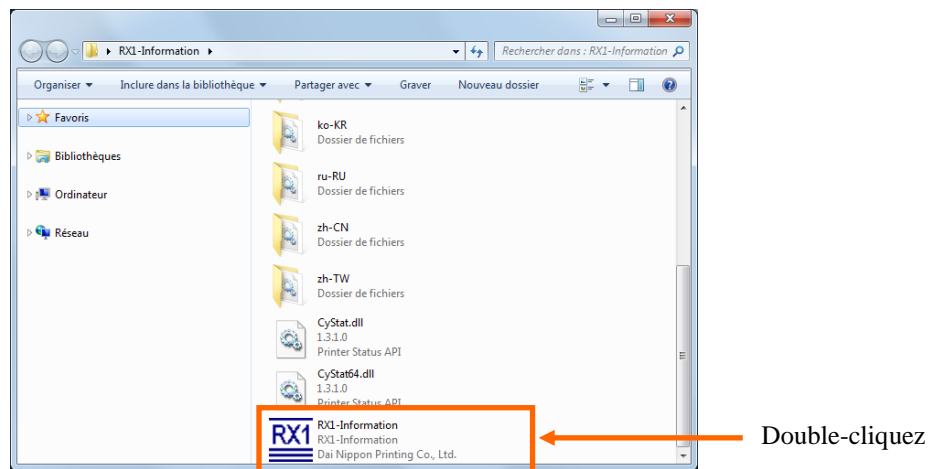 RX1-Information
Rechercher dans : RX1-Information
Organiser
Inclure dans la bibliothèque
Partager avec
Graver
Nouveau dossier
Favoris
Bibliothèques
Ordinateur
Réseau
ko-KR
Dossier de fichiers
ru-RU
Dossier de fichiers
zh-CN
Dossier de fichiers
zh-TW
Dossier de fichiers
CyStat.dll
1.3.1.0
Printer Status API
CyStat64.dll
1.3.1.0
Printer Status API
RX1
RX1-Information
RX1-Information
Dai Nippon Printing Co., Ltd.
Double-cliquez